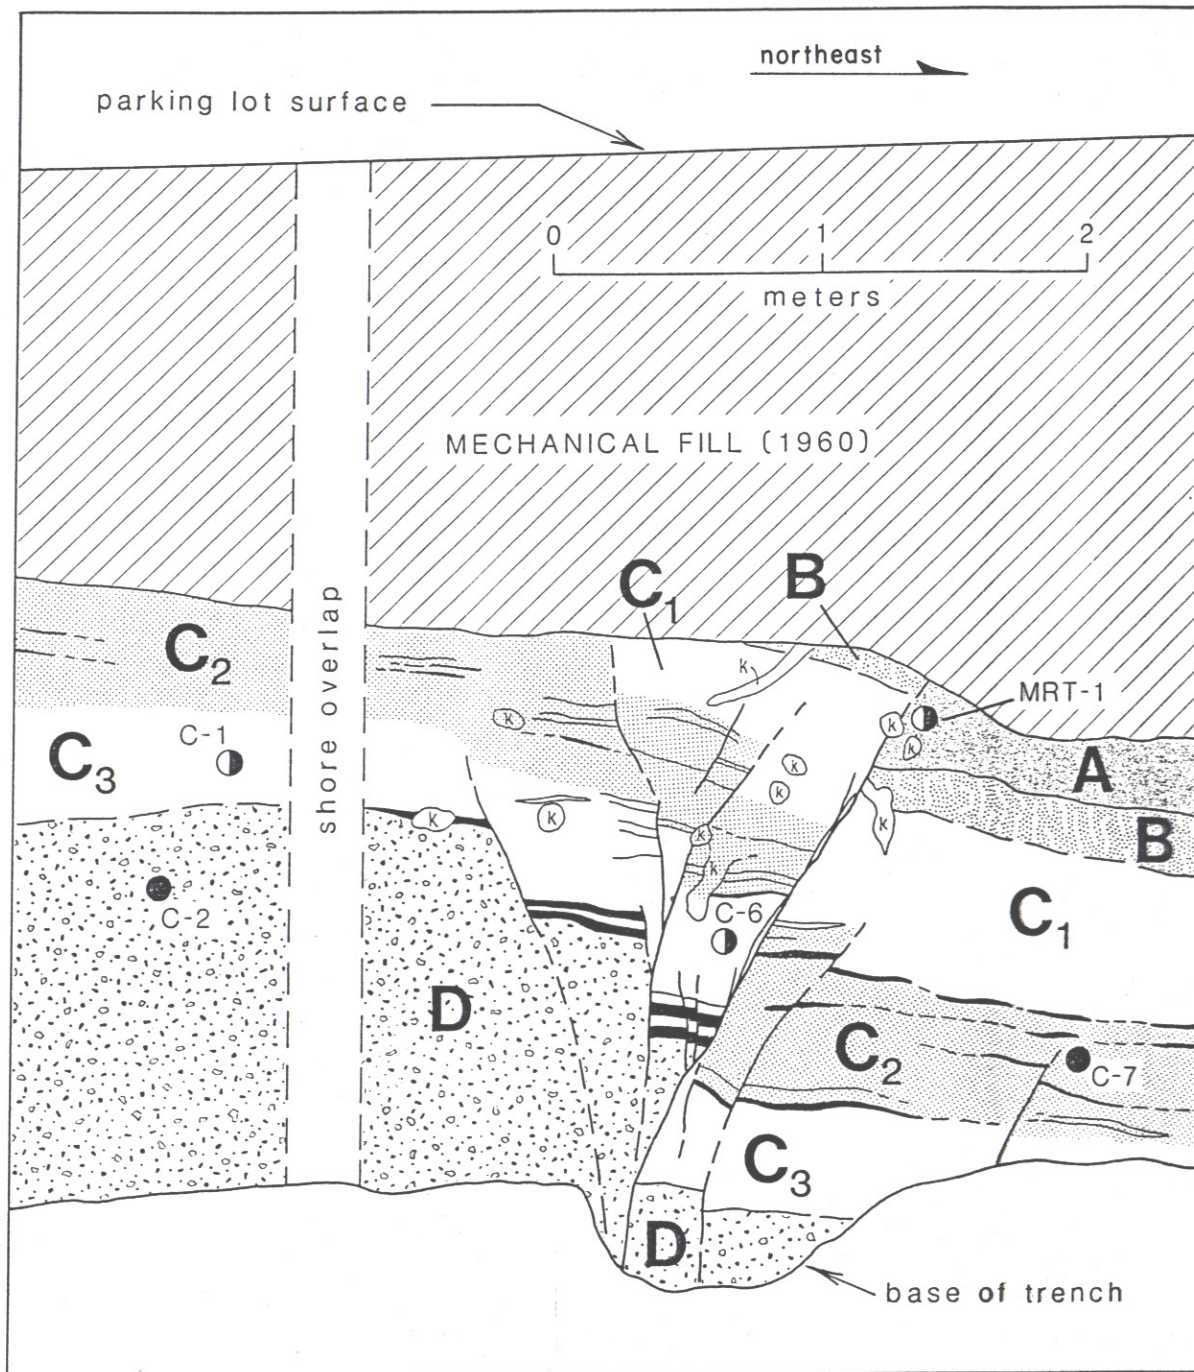 northeast
parking lot surface
0 1 2
meters
MECHANICAL FILL (1960)
shore overlap
C1
B
C2
k
MRT-1
k
k
k
C-1
A
C3
k
k
k
k
k
B
k
C-6
C-2
C1
D
C2
C-7
C3
D
base of trench